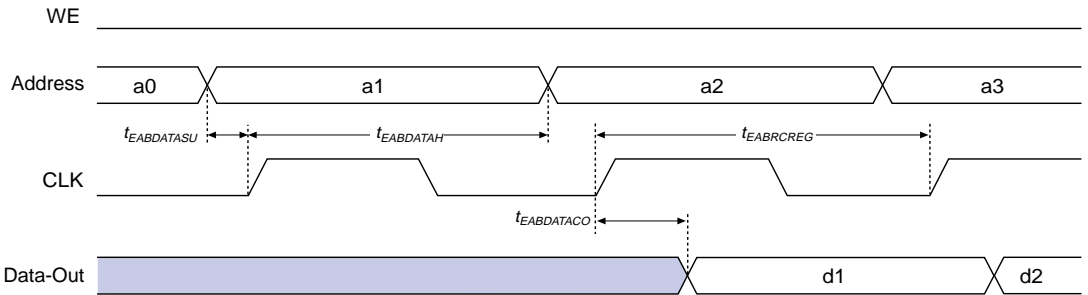 WE
Address a0 a1 a2 a3
tEABDATASU tEABDATAH tEABRCREG
CLK
tEABDATACO
Data-Out d1 d2